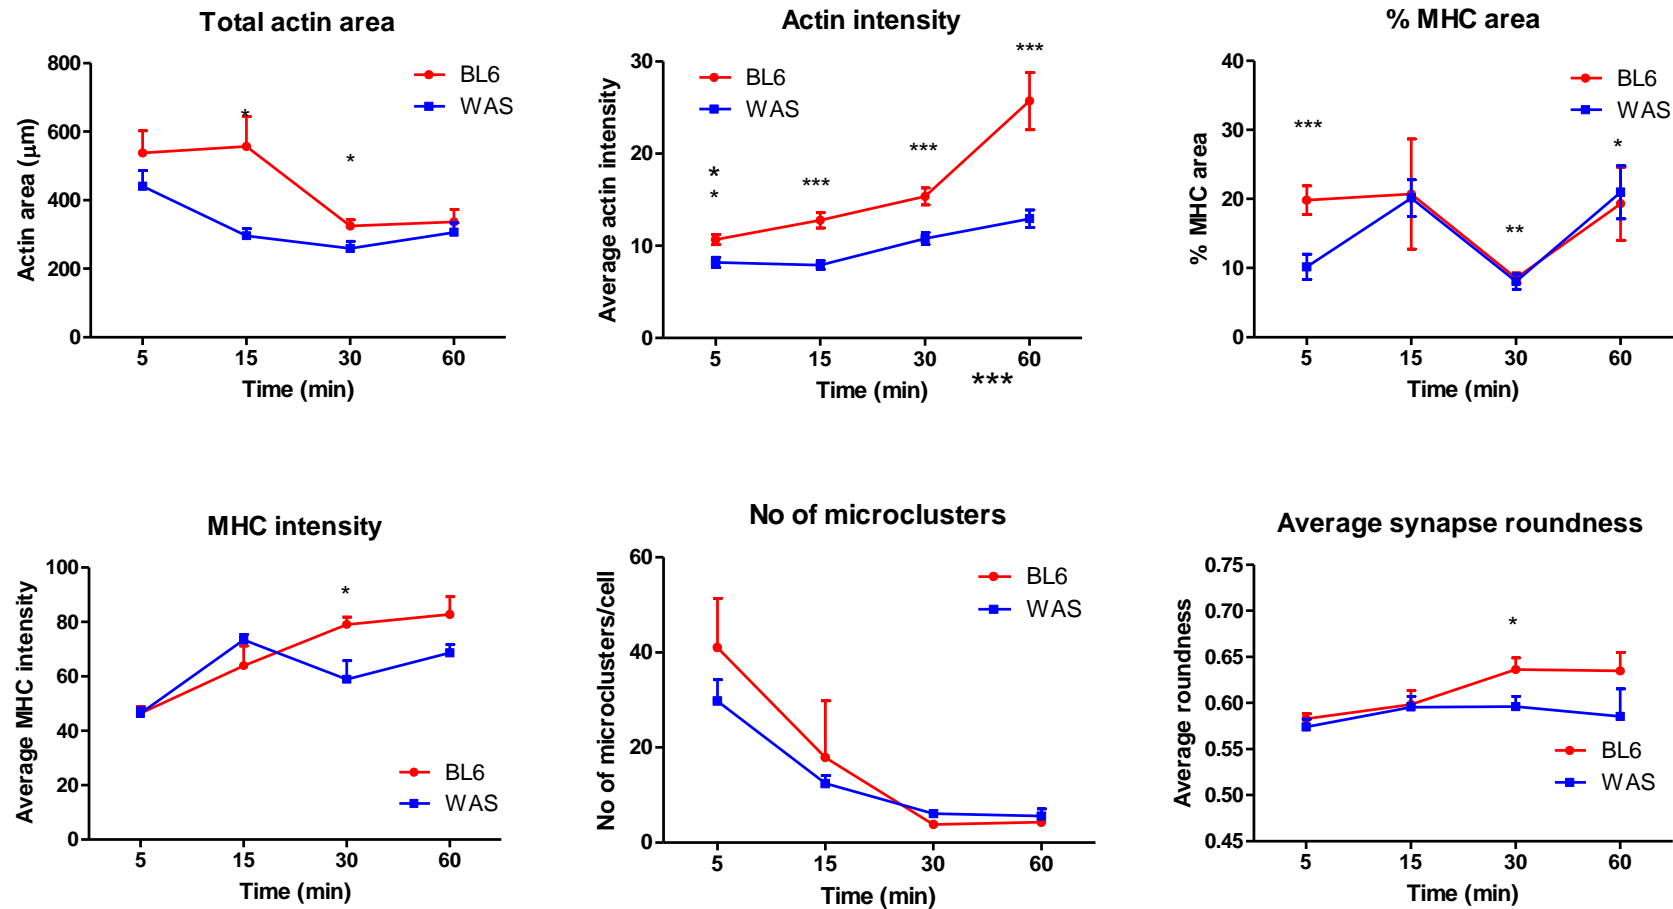 Total actin area
800
600
400
200
0
Actin area (μm)
BL6
WAS
*
*
5 15 30 60
Time (min)
Actin intensity
30
20
10
0
Average actin intensity
BL6
WAS
*
*
***
***
***
5 15 30 60
Time (min)
***
% MHC area
40
30
20
10
0
% MHC area
BL6
WAS
***
**
*
5 15 30 60
Time (min)
MHC intensity
100
80
60
40
20
0
Average MHC intensity
*
BL6
WAS
5 15 30 60
Time (min)
No of microclusters
60
40
20
0
No of microclusters/cell
BL6
WAS
5 15 30 60
Time (min)
Average synapse roundness
0.75
0.70
0.65
0.60
0.55
0.50
0.45
Average roundness
*
BL6
WAS
5 15 30 60
Time (min)